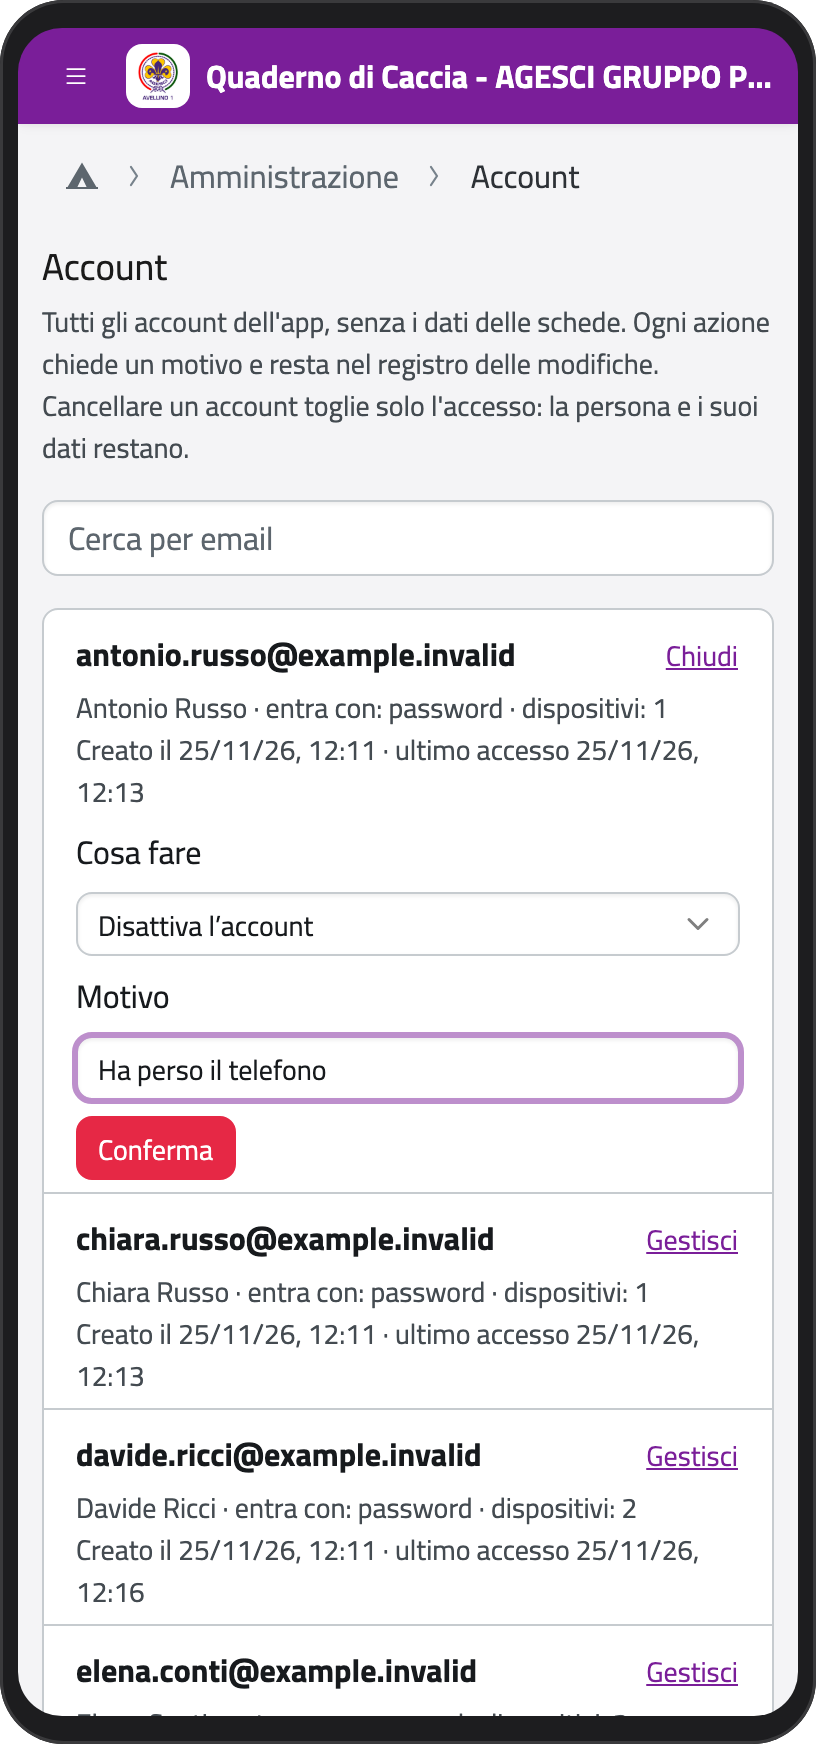 AVELLINO 1
Quaderno di Caccia - AGESCI GRUPPO P...
Amministrazione
Account
Account
Tutti gli account dell'app, senza i dati delle schede. Ogni azione
chiede un motivo e resta nel registro delle modifiche.
Cancellare un account toglie solo l'accesso: la persona e i suoi
dati restano.
Cerca per email
antonio.russo@example.invalid
Chiudi
Antonio Russo · entra con: password · dispositivi: 1
Creato il 25/11/26, 12:11 · ultimo accesso 25/11/26,
12:13
Cosa fare
Disattiva l’account
Motivo
Ha perso il telefono
Conferma
chiara.russo@example.invalid
Gestisci
Chiara Russo · entra con: password · dispositivi: 1
Creato il 25/11/26, 12:11 · ultimo accesso 25/11/26,
12:13
davide.ricci@example.invalid
Gestisci
Davide Ricci · entra con: password · dispositivi: 2
Creato il 25/11/26, 12:11 · ultimo accesso 25/11/26,
12:16
elena.conti@example.invalid
Gestisci